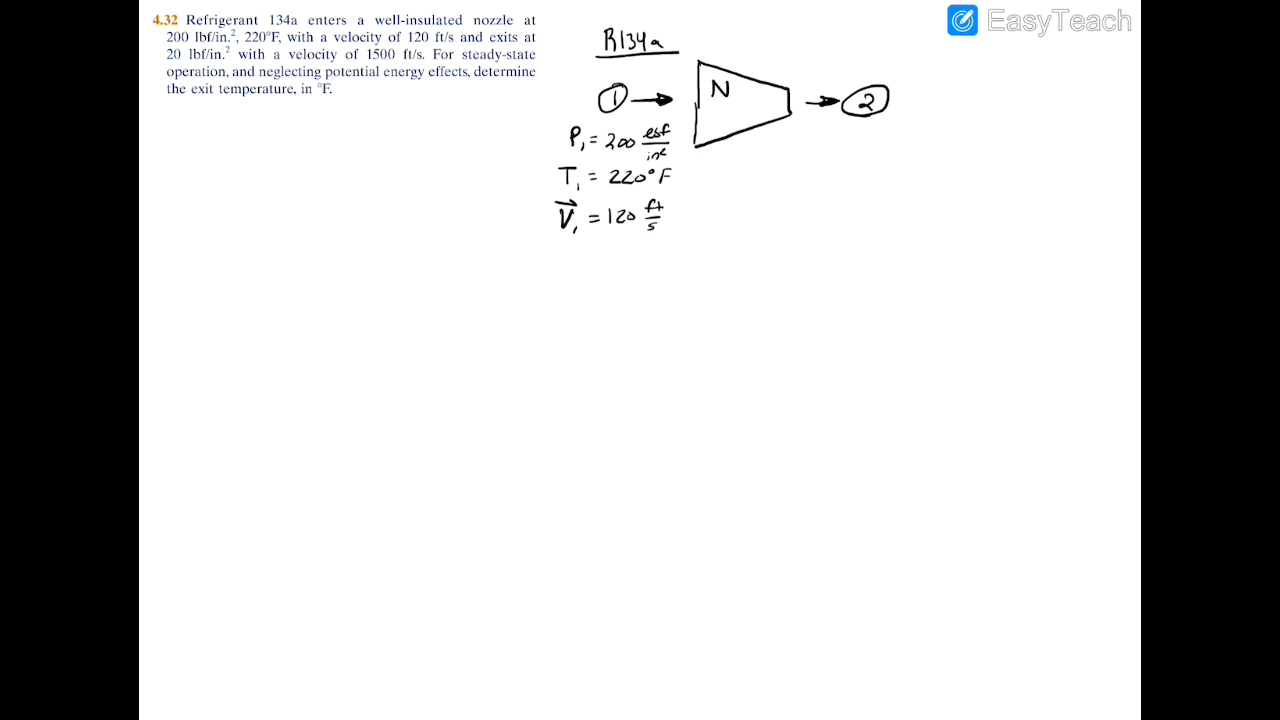 4.32 Refrigerant 134a enters a well-insulated nozzle at
200 lbf/in.², 220°F, with a velocity of 120 ft/s and exits at
20 lbf/in.² with a velocity of 1500 ft/s. For steady-state
operation, and neglecting potential energy effects, determine
the exit temperature, in °F.
EasyTeach
R134a
1 → N → 2
P₁ = 200 lbf/in²
T₁ = 220°F
V₁ = 120 ft/s